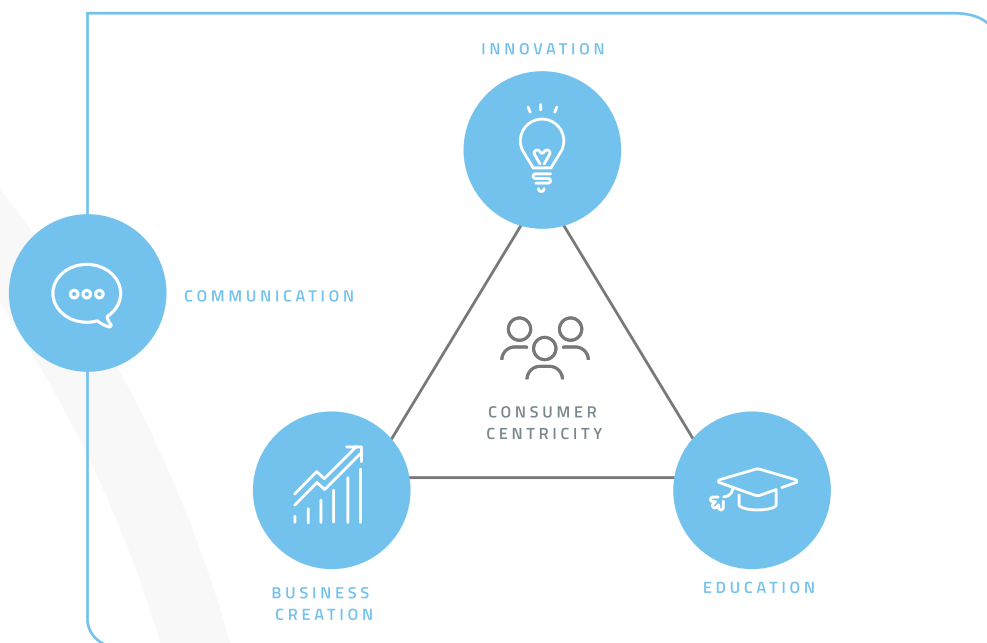 INNOVATION
COMMUNICATION
CONSUMER
CENTRICITY
BUSINESS
CREATION
EDUCATION